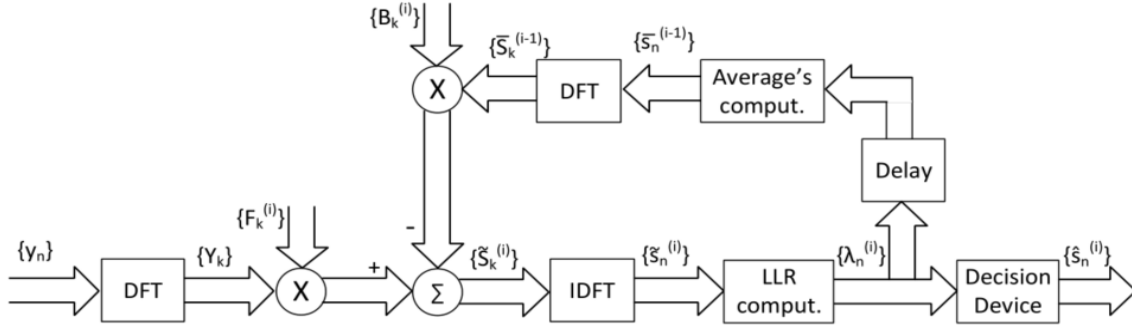 {B_k^(i)}
{S̄_k^(i-1)}
{s̄_n^(i-1)}
X
DFT
Average's
comput.
Delay
{F_k^(i)}
-
{y_n}
{Y_k}
+
{S̃_k^(i)}
{s̃_n^(i)}
{λ_n^(i)}
{ŝ_n^(i)}
DFT
X
Σ
IDFT
LLR
comput.
Decision
Device